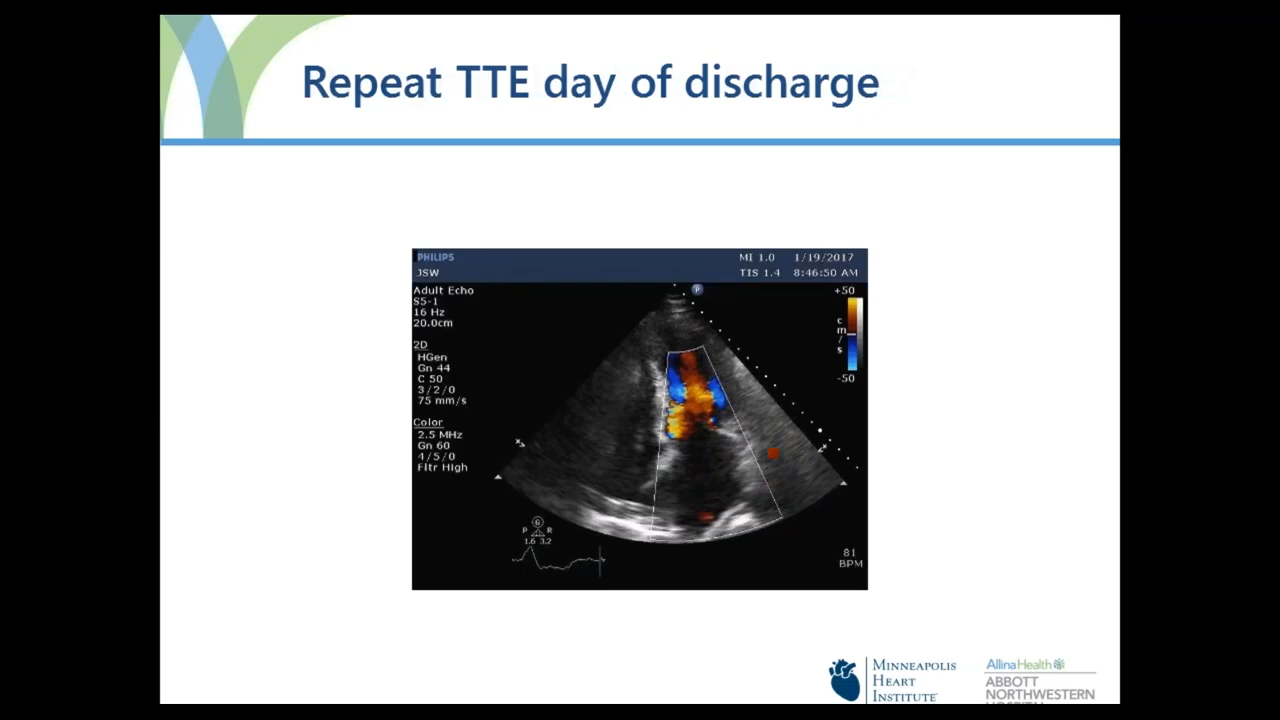 Repeat TTE day of discharge
PHILIPS
MI 1.0 1/19/2017
JSW
TIS 1.4 8:46:50 AM
Adult Echo
S5-1
16 Hz
20.0cm
2D
HGen
Gn 44
C 50
3/2/0
75 mm/s
Color
2.5 MHz
Gn 60
4/5/0
Fltr High
P
+50
c
m
/
s
-50
G
P R
1.6 3.2
81
BPM
MINNEAPOLIS
HEART
INSTITUTE
AllinaHealth
ABBOTT
NORTHWESTERN
HOSPITAL